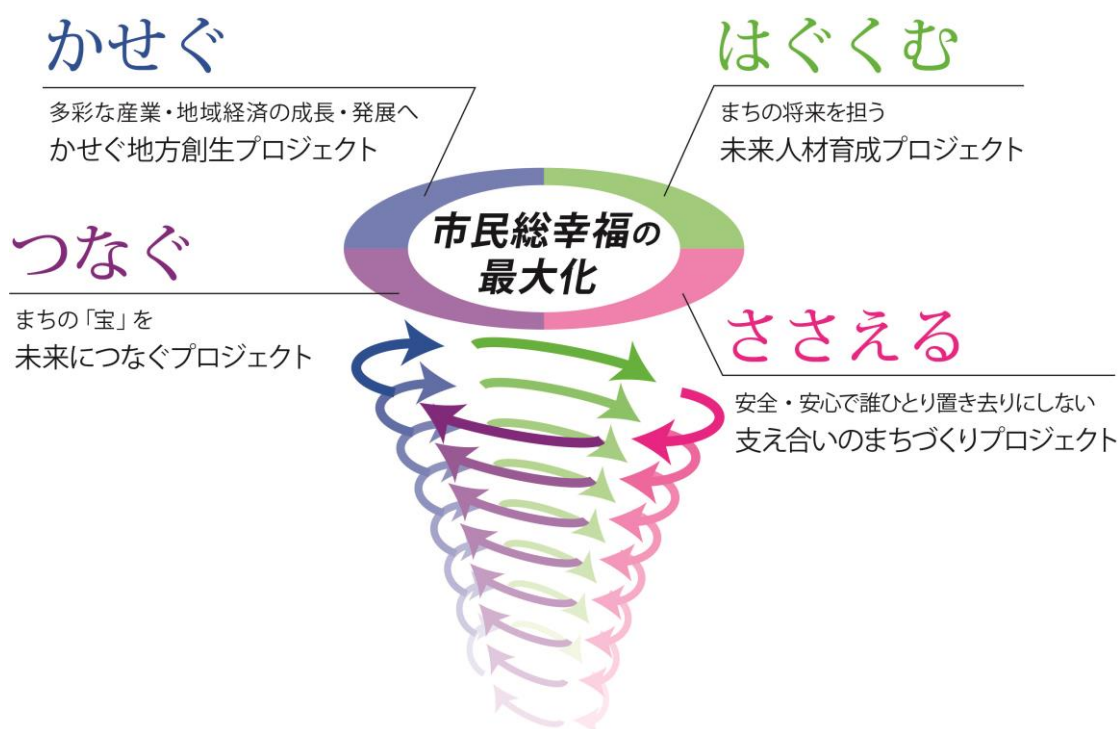 かせぐ
多彩な産業・地域経済の成長・発展へ
かせぐ地方創生プロジェクト
はぐくむ
まちの将来を担う
未来人材育成プロジェクト
市民総幸福の
最大化
つなぐ
まちの「宝」を
未来につなぐプロジェクト
ささえる
安全・安心で誰ひとり置き去りにしない
支え合いのまちづくりプロジェクト